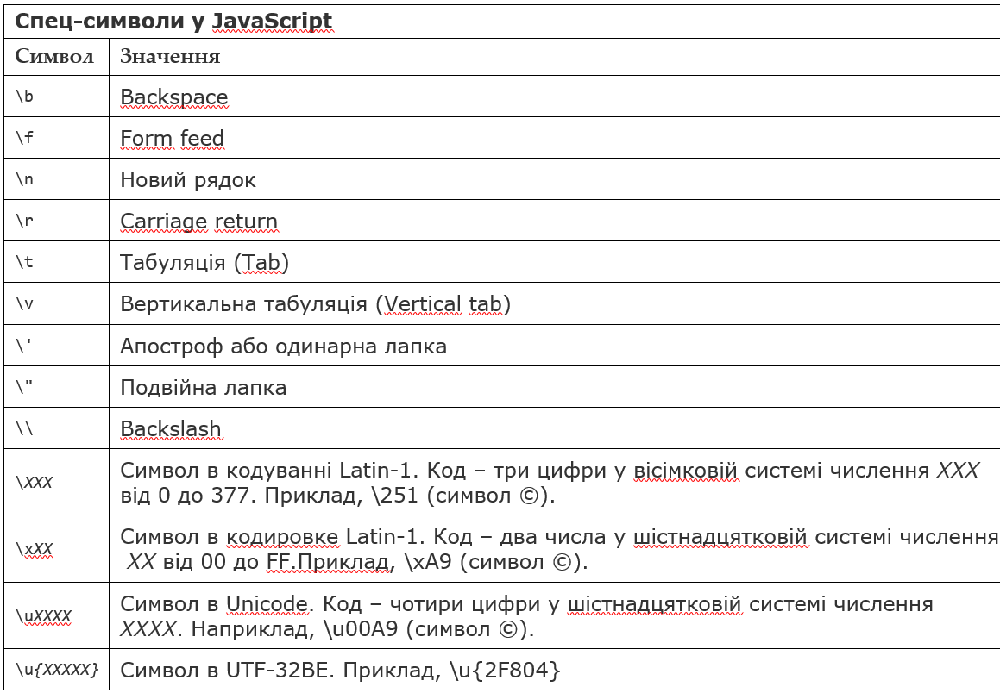 Спец-символи у JavaScript
Символ Значення
\b Backspace
\f Form feed
\n Новий рядок
\r Carriage return
\t Табуляція (Tab)
\v Вертикальна табуляція (Vertical tab)
\' Апостроф або одинарна лапка
\" Подвійна лапка
\\ Backslash
\XXX Символ в кодуванні Latin-1. Код – три цифри у вісімковій системі числення XXX
від 0 до 377. Приклад, \251 (символ ©).
\xXX Символ в кодировке Latin-1. Код – два числа у шістнадцятковій системі числення
XX від 00 до FF.Приклад, \xA9 (символ ©).
\uXXXX Символ в Unicode. Код – чотири цифри у шістнадцятковій системі числення
XXXX. Наприклад, \u00A9 (символ ©).
\u{XXXXX} Символ в UTF-32BE. Приклад, \u{2F804}